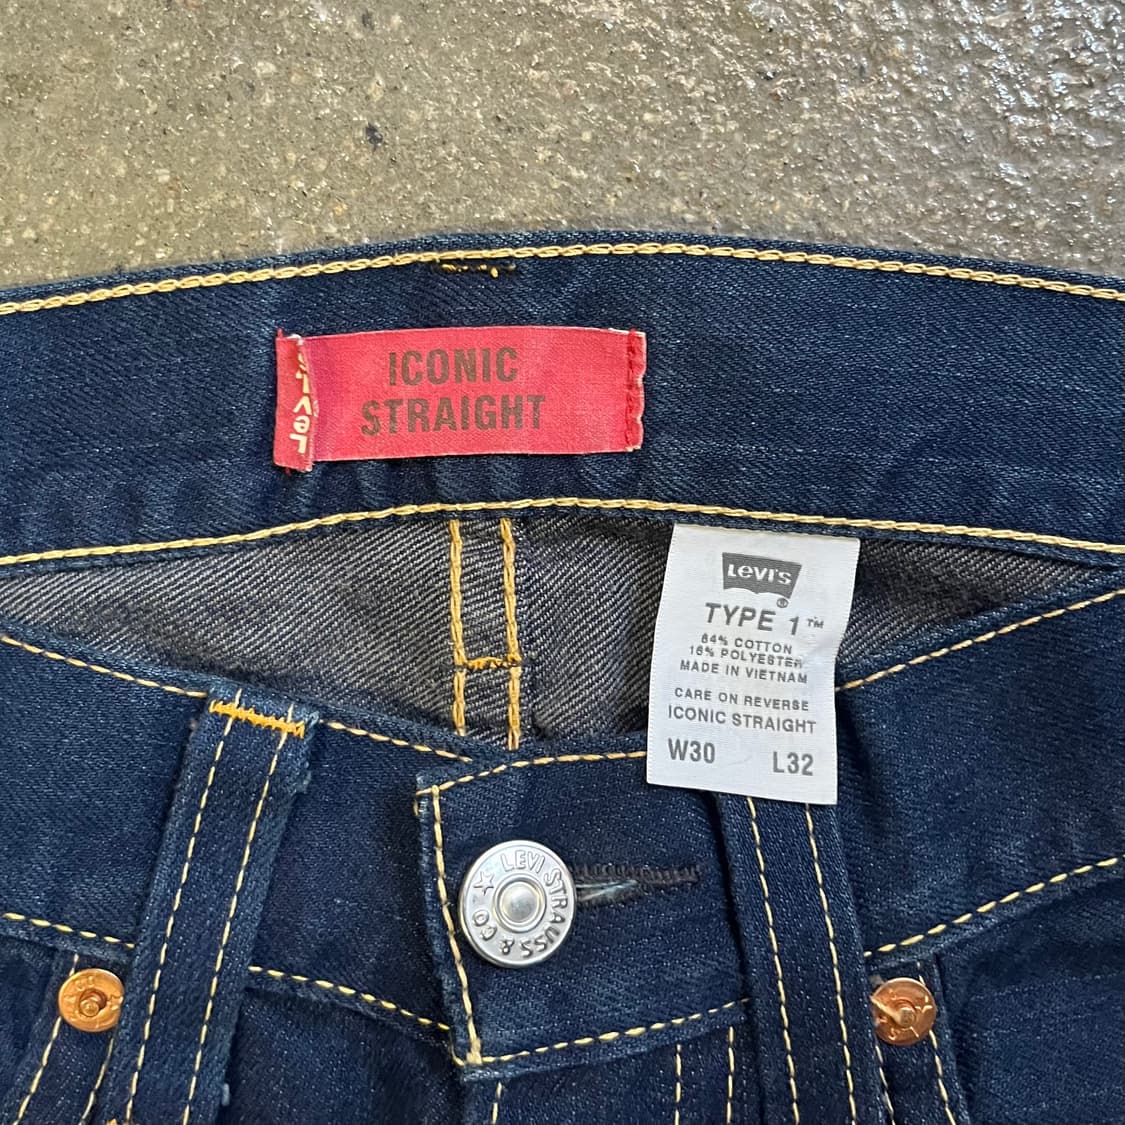 ICONIC
STRAIGHT
Levi's
LEVI'S
®
TYPE 1™
84% COTTON
16% POLYESTER
MADE IN VIETNAM
CARE ON REVERSE
ICONIC STRAIGHT
W30 L32
LEVI STRAUSS & CO